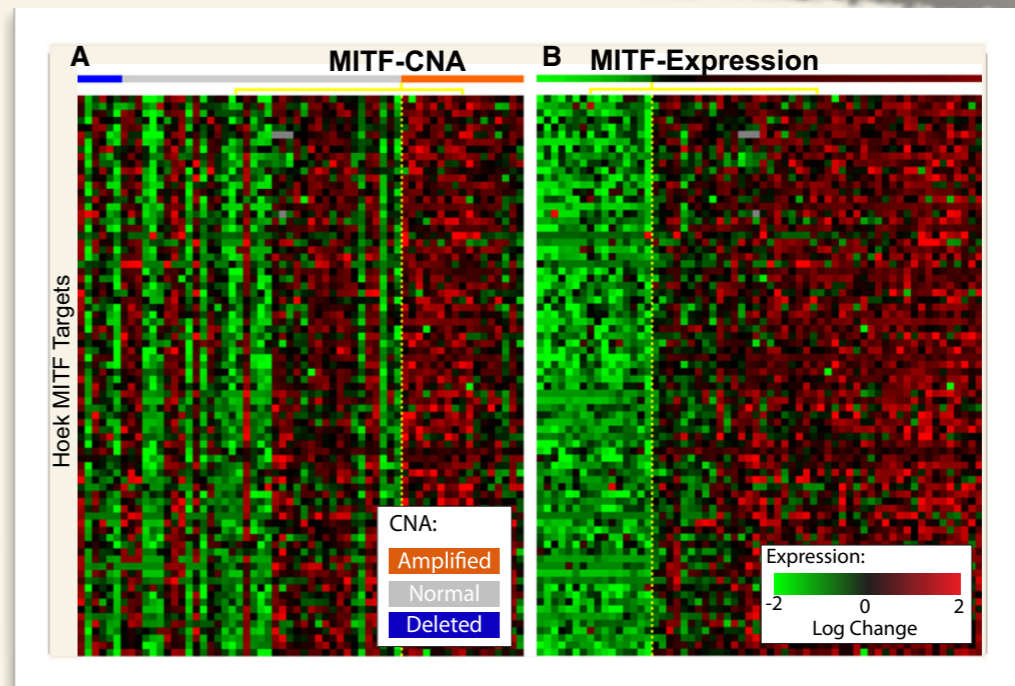 A
MITF-CNA
B
MITF-Expression
Hoek MITF Targets
CNA:
Amplified
Normal
Deleted
Expression:
-2
0
2
Log Change